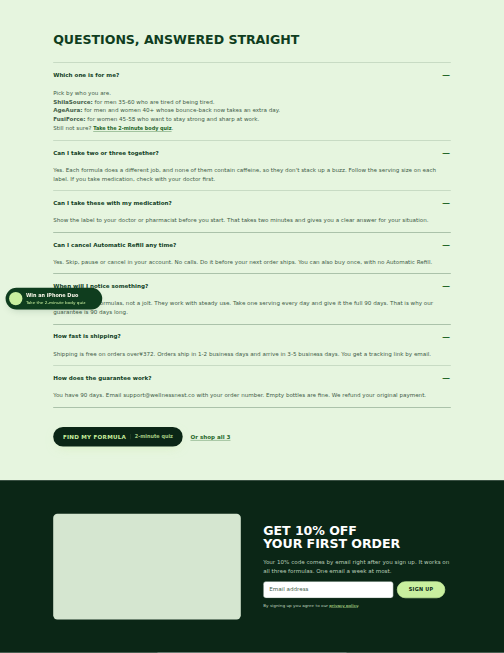 QUESTIONS, ANSWERED STRAIGHT
Which one is for me? —
Pick by who you are.
ShilaSource: for men 35-60 who are tired of being tired.
AgeAura: for men and women 40+ whose bounce-back now takes an extra day.
FuslForce: for women 45-58 who want to stay strong and sharp at work.
Still not sure? Take the 2-minute body quiz.
Can I take two or three together? —
Yes. Each formula does a different job, and none of them contain caffeine, so they don't stack up a buzz. Follow the serving size on each
label. If you take medication, check with your doctor first.
Can I take these with my medication? —
Show the label to your doctor or pharmacist before you start. That takes two minutes and gives you a clear answer for your situation.
Can I cancel Automatic Refill any time? —
Yes. Skip, pause or cancel in your account. No calls. Do it before your next order ships. You can also buy once, with no Automatic Refill.
When will I notice something? —
Win an iPhone Duo
Take the 2-minute body quiz
formulas, not a jolt. They work with steady use. Take one serving every day and give it the full 90 days. That is why our
guarantee is 90 days long.
How fast is shipping? —
Shipping is free on orders over#372. Orders ship in 1-2 business days and arrive in 3-5 business days. You get a tracking link by email.
How does the guarantee work? —
You have 90 days. Email support@wellnessnest.co with your order number. Empty bottles are fine. We refund your original payment.
FIND MY FORMULA 2-minute quiz Or shop all 3
GET 10% OFF
YOUR FIRST ORDER
Your 10% code comes by email right after you sign up. It works on
all three formulas. One email a week at most.
Email address SIGN UP
By signing up you agree to our privacy policy